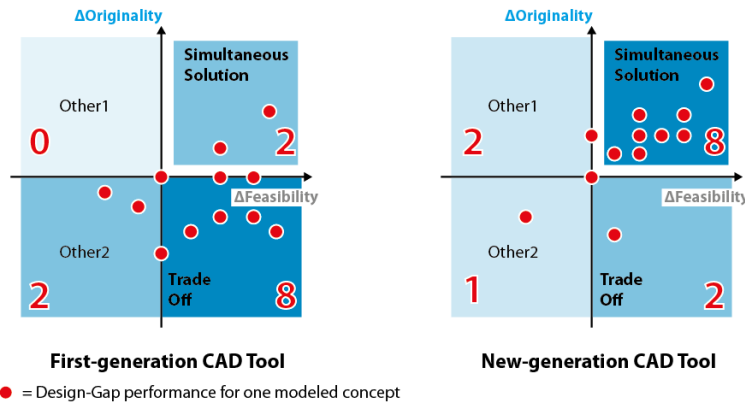 ΔOriginality
Simultaneous
Solution
Other1
0
2
ΔFeasibility
Other2
Trade
Off
2
8
First-generation CAD Tool
ΔOriginality
Simultaneous
Solution
Other1
2
8
ΔFeasibility
Other2
Trade
Off
1
2
New-generation CAD Tool
= Design-Gap performance for one modeled concept